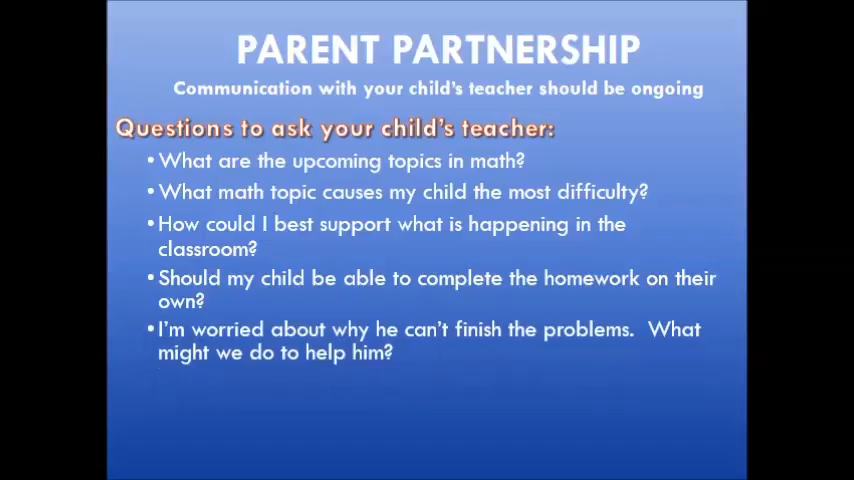 PARENT PARTNERSHIP
Communication with your child's teacher should be ongoing
Questions to ask your child's teacher:
• What are the upcoming topics in math?
• What math topic causes my child the most difficulty?
• How could I best support what is happening in the
classroom?
• Should my child be able to complete the homework on their
own?
• I'm worried about why he can't finish the problems.  What
might we do to help him?